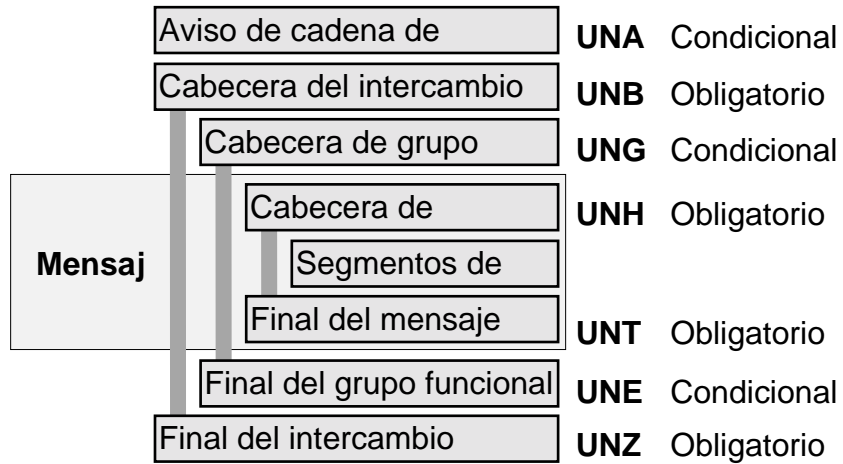 Aviso de cadena de UNA Condicional
Cabecera del intercambio UNB Obligatorio
Cabecera de grupo UNG Condicional
Cabecera de UNH Obligatorio
Mensaj Segmentos de
Final del mensaje UNT Obligatorio
Final del grupo funcional UNE Condicional
Final del intercambio UNZ Obligatorio